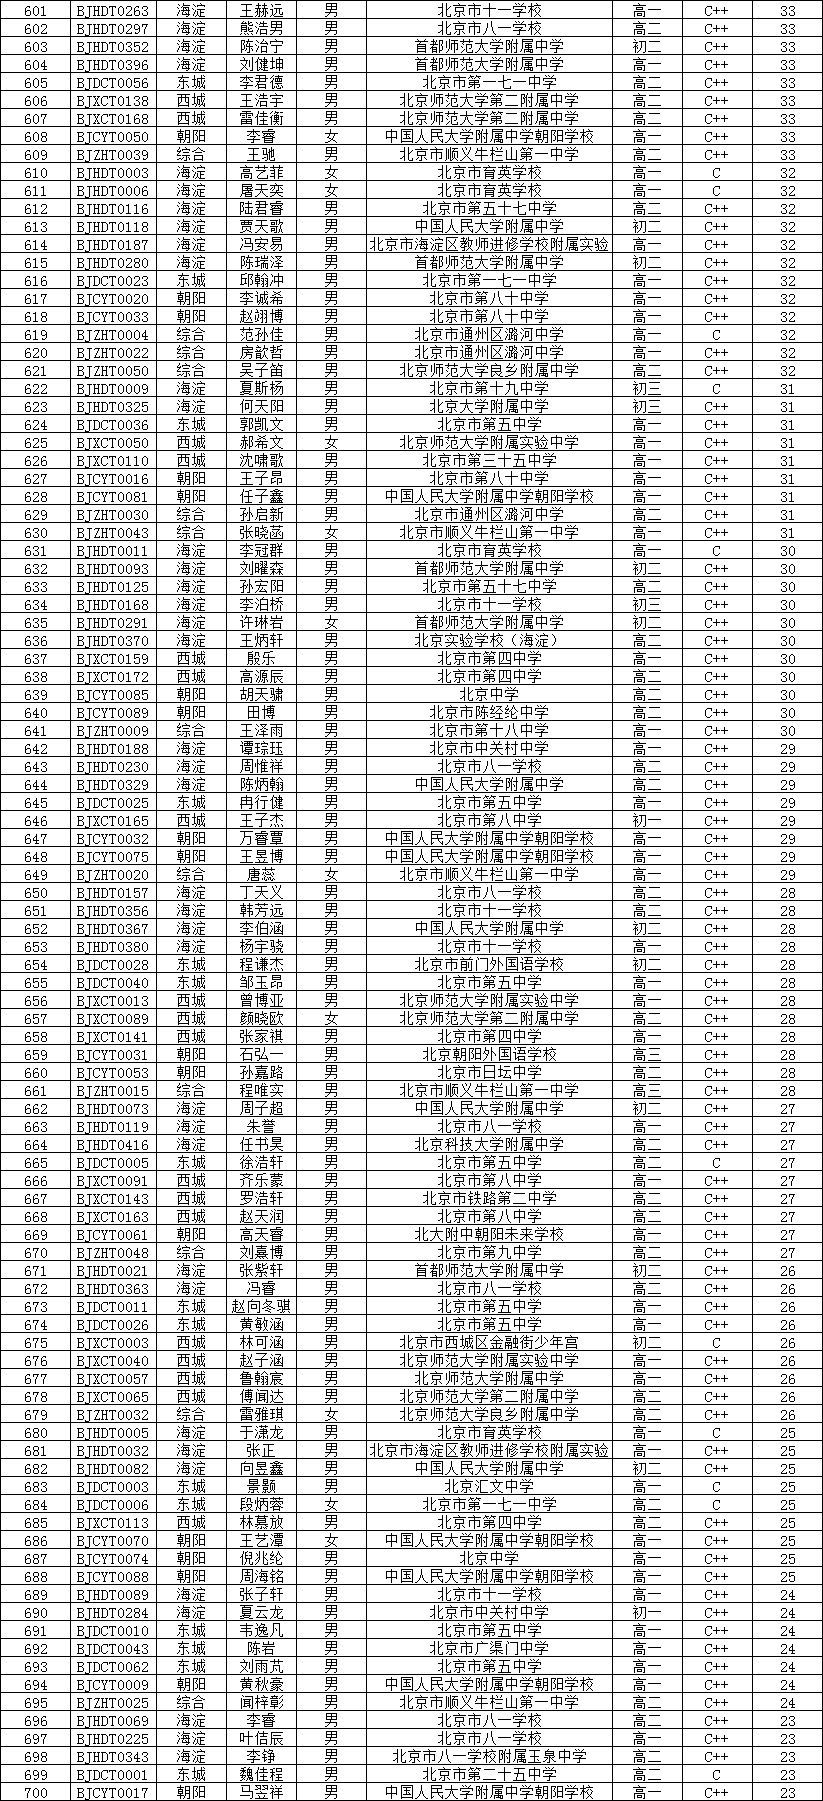 601 BJHDT0263 海淀 王赫远 男 北京市十一学校 高一 C++ 33
602 BJHDT0297 海淀 熊浩男 男 北京市八一学校 高二 C++ 33
603 BJHDT0352 海淀 陈治宁 男 首都师范大学附属中学 初二 C++ 33
604 BJHDT0396 海淀 刘健坤 男 首都师范大学附属中学 高一 C++ 33
605 BJDCT0056 东城 李君德 男 北京市第一七一中学 高二 C++ 33
606 BJXCT0138 西城 王浩宇 男 北京师范大学第二附属中学 高二 C++ 33
607 BJXCT0168 西城 雷佳衡 男 北京师范大学第二附属中学 高二 C++ 33
608 BJCYT0050 朝阳 李睿 女 中国人民大学附属中学朝阳学校 高一 C++ 33
609 BJZHT0039 综合 王驰 男 北京市顺义牛栏山第一中学 高二 C++ 33
610 BJHDT0003 海淀 高艺菲 女 北京市育英学校 高一 C 32
611 BJHDT0006 海淀 屠天奕 女 北京市育英学校 高一 C 32
612 BJHDT0116 海淀 陆君睿 男 北京市第五十七中学 高二 C++ 32
613 BJHDT0118 海淀 贾天歌 男 中国人民大学附属中学 初二 C++ 32
614 BJHDT0187 海淀 冯安易 男 北京市海淀区教师进修学校附属实验 高一 C++ 32
615 BJHDT0280 海淀 陈瑞泽 男 首都师范大学附属中学 初二 C++ 32
616 BJDCT0023 东城 邱翰冲 男 北京市第一七一中学 高一 C++ 32
617 BJCYT0020 朝阳 李诚希 男 北京市第八十中学 高一 C++ 32
618 BJCYT0033 朝阳 赵翊博 男 北京市第八十中学 高一 C++ 32
619 BJZHT0004 综合 范孙佳 男 北京市通州区潞河中学 高一 C 32
620 BJZHT0022 综合 房歆哲 男 北京市通州区潞河中学 高一 C++ 32
621 BJZHT0050 综合 吴子笛 男 北京师范大学良乡附属中学 高二 C++ 32
622 BJHDT0009 海淀 夏斯杨 男 北京市第十九中学 初三 C 31
623 BJHDT0325 海淀 何天阳 男 北京大学附属中学 初三 C++ 31
624 BJDCT0036 东城 郭凯文 男 北京市第五中学 高一 C++ 31
625 BJXCT0050 西城 郝希文 女 北京师范大学附属实验中学 高一 C++ 31
626 BJXCT0110 西城 沈啸歌 男 北京市第三十五中学 高一 C++ 31
627 BJCYT0016 朝阳 王子昂 男 北京市第八十中学 高一 C++ 31
628 BJCYT0081 朝阳 任子鑫 男 中国人民大学附属中学朝阳学校 高一 C++ 31
629 BJZHT0030 综合 孙启新 男 北京市通州区潞河中学 高二 C++ 31
630 BJZHT0043 综合 张晓菡 女 北京市顺义牛栏山第一中学 高一 C++ 31
631 BJHDT0011 海淀 李冠群 男 北京市育英学校 高一 C 30
632 BJHDT0093 海淀 刘曜森 男 首都师范大学附属中学 初二 C++ 30
633 BJHDT0125 海淀 孙宏阳 男 北京市第五十七中学 高二 C++ 30
634 BJHDT0168 海淀 李泊桥 男 北京市十一学校 初三 C++ 30
635 BJHDT0291 海淀 许琳岩 女 首都师范大学附属中学 初二 C++ 30
636 BJHDT0370 海淀 王炳轩 男 北京实验学校（海淀） 高二 C++ 30
637 BJXCT0159 西城 殷乐 男 北京市第四中学 高一 C++ 30
638 BJXCT0172 西城 高源辰 男 北京市第四中学 高二 C++ 30
639 BJCYT0085 朝阳 胡天骕 男 北京中学 高二 C++ 30
640 BJCYT0089 朝阳 田博 男 北京市陈经纶中学 高一 C++ 30
641 BJZHT0009 综合 王泽雨 男 北京市第十八中学 高一 C++ 30
642 BJHDT0188 海淀 谭琮珏 男 北京市中关村中学 高一 C++ 29
643 BJHDT0230 海淀 周惟祥 男 北京市八一学校 高二 C++ 29
644 BJHDT0329 海淀 陈炳翰 男 中国人民大学附属中学 高二 C++ 29
645 BJDCT0025 东城 冉行健 男 北京市第五中学 高一 C++ 29
646 BJXCT0165 西城 王子杰 男 北京市第八中学 初一 C++ 29
647 BJCYT0032 朝阳 万睿覃 男 中国人民大学附属中学朝阳学校 高一 C++ 29
648 BJCYT0075 朝阳 王昱博 男 中国人民大学附属中学朝阳学校 高一 C++ 29
649 BJZHT0020 综合 唐蕊 女 北京市顺义牛栏山第一中学 高一 C++ 29
650 BJHDT0157 海淀 丁天义 男 北京市八一学校 高一 C++ 28
651 BJHDT0356 海淀 韩芳远 男 北京市十一学校 高二 C++ 28
652 BJHDT0367 海淀 李伯涵 男 中国人民大学附属中学 初二 C++ 28
653 BJHDT0380 海淀 杨宇骁 男 北京市十一学校 高一 C++ 28
654 BJDCT0028 东城 程谦杰 男 北京市前门外国语学校 初二 C++ 28
655 BJDCT0040 东城 邹玉昂 男 北京市第五中学 高一 C++ 28
656 BJXCT0013 西城 曾博亚 男 北京师范大学附属实验中学 高一 C++ 28
657 BJXCT0089 西城 颜晓欧 女 北京师范大学第二附属中学 高二 C++ 28
658 BJXCT0141 西城 张家祺 男 北京市第四中学 高一 C++ 28
659 BJCYT0031 朝阳 石弘一 男 北京朝阳外国语学校 高三 C++ 28
660 BJCYT0053 朝阳 孙嘉路 男 北京市日坛中学 高二 C++ 28
661 BJZHT0015 综合 程唯实 男 北京市顺义牛栏山第一中学 高三 C++ 28
662 BJHDT0073 海淀 周子超 男 中国人民大学附属中学 初二 C++ 27
663 BJHDT0119 海淀 朱誉 男 北京市八一学校 高一 C++ 27
664 BJHDT0416 海淀 任书昊 男 北京科技大学附属中学 高二 C++ 27
665 BJDCT0005 东城 徐浩轩 男 北京市第五中学 高二 C 27
666 BJXCT0091 西城 齐乐蒙 男 北京市第八中学 高一 C++ 27
667 BJXCT0143 西城 罗浩轩 男 北京市铁路第二中学 高二 C++ 27
668 BJXCT0163 西城 赵天润 男 北京市第八中学 高二 C++ 27
669 BJCYT0061 朝阳 高天睿 男 北大附中朝阳未来学校 高一 C++ 27
670 BJZHT0048 综合 刘熹博 男 北京市第九中学 高二 C++ 27
671 BJHDT0021 海淀 张紫轩 男 首都师范大学附属中学 初二 C++ 26
672 BJHDT0363 海淀 冯睿 男 北京市八一学校 高二 C++ 26
673 BJDCT0011 东城 赵向冬骐 男 北京市第五中学 高一 C++ 26
674 BJDCT0026 东城 黄敏涵 男 北京市第五中学 高一 C++ 26
675 BJXCT0003 西城 林可涵 男 北京市西城区金融街少年宫 初二 C 26
676 BJXCT0040 西城 赵子涵 男 北京师范大学附属实验中学 高一 C++ 26
677 BJXCT0057 西城 鲁翰宸 男 北京师范大学附属中学 高一 C++ 26
678 BJXCT0065 西城 傅闻达 男 北京师范大学第二附属中学 高二 C++ 26
679 BJZHT0032 综合 雷雅琪 女 北京师范大学良乡附属中学 高二 C++ 26
680 BJHDT0005 海淀 于潇龙 男 北京市育英学校 高一 C 25
681 BJHDT0032 海淀 张正 男 北京市海淀区教师进修学校附属实验 高一 C++ 25
682 BJHDT0082 海淀 向昱鑫 男 中国人民大学附属中学 初二 C++ 25
683 BJDCT0003 东城 景颢 男 北京汇文中学 高一 C 25
684 BJDCT0006 东城 段炳蓉 女 北京市第一七一中学 高二 C 25
685 BJXCT0113 西城 林慕放 男 北京市第四中学 高二 C++ 25
686 BJCYT0070 朝阳 王艺潭 女 中国人民大学附属中学朝阳学校 高一 C++ 25
687 BJCYT0074 朝阳 倪兆纶 男 北京中学 高一 C++ 25
688 BJCYT0088 朝阳 周海铭 男 中国人民大学附属中学朝阳学校 高一 C++ 25
689 BJHDT0089 海淀 张子轩 男 北京市十一学校 高一 C++ 24
690 BJHDT0284 海淀 夏云龙 男 北京市中关村中学 初一 C++ 24
691 BJDCT0010 东城 韦逸凡 男 北京市第五中学 高一 C++ 24
692 BJDCT0043 东城 陈岩 男 北京市广渠门中学 高一 C++ 24
693 BJDCT0062 东城 刘雨芃 男 北京市第五中学 高一 C++ 24
694 BJCYT0009 朝阳 黄秋豪 男 中国人民大学附属中学朝阳学校 高一 C++ 24
695 BJZHT0025 综合 闻梓彰 男 北京市顺义牛栏山第一中学 高二 C++ 24
696 BJHDT0069 海淀 李睿 男 北京市八一学校 高二 C++ 23
697 BJHDT0225 海淀 叶佶辰 男 北京市八一学校 高一 C++ 23
698 BJHDT0343 海淀 李铮 男 北京市八一学校附属玉泉中学 高二 C++ 23
699 BJDCT0001 东城 魏佳程 男 北京市第二十五中学 高二 C 23
700 BJCYT0017 朝阳 马翌祥 男 中国人民大学附属中学朝阳学校 高一 C++ 23